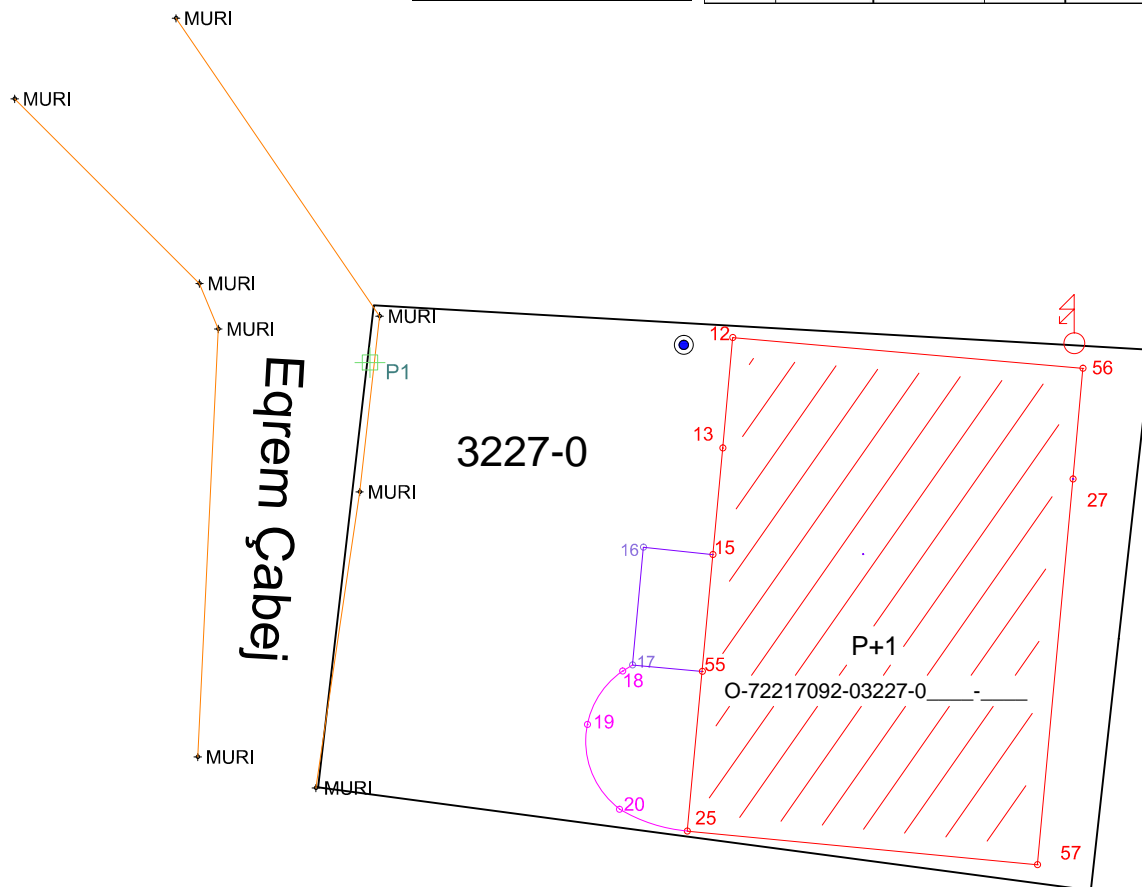 MURI
MURI
MURI
MURI
MURI
12
56
P1
Eqrem Çabej
3227-0
13
27
MURI
16
15
17
55
18
P+1
O-72217092-03227-0____-____
19
MURI
MURI
20
25
57